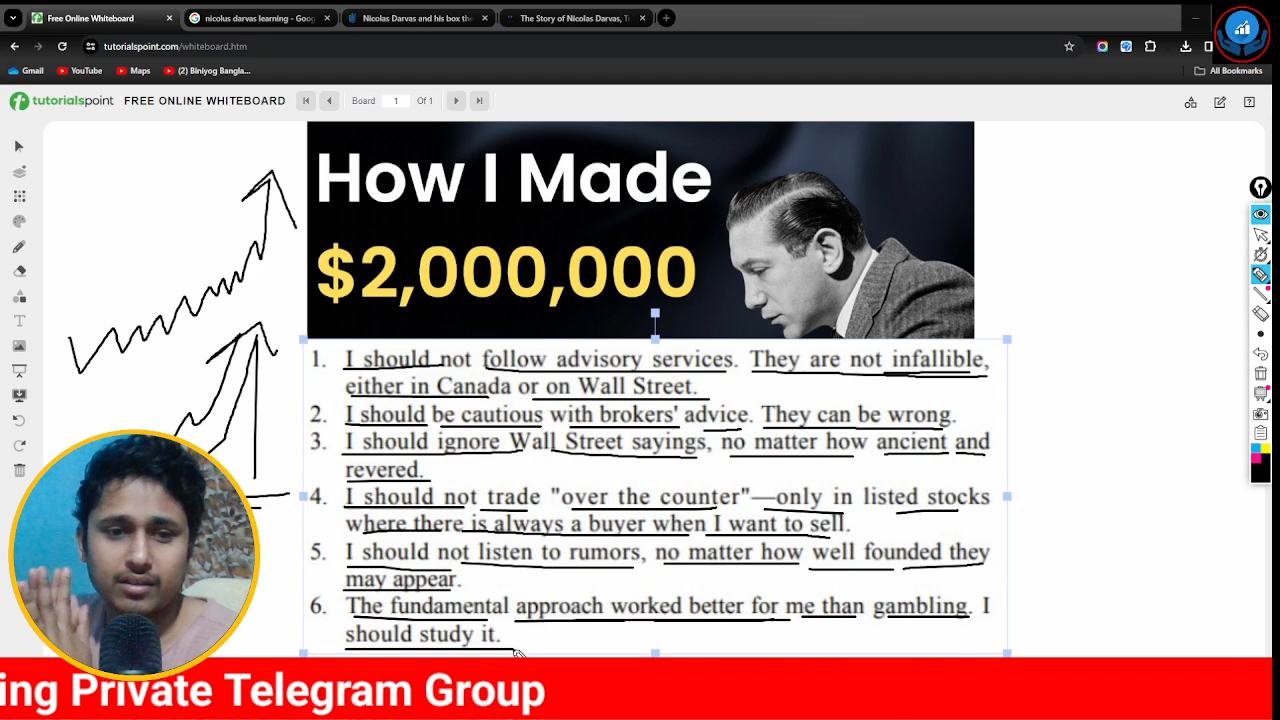 Free Online Whiteboard
nicolus darvas learning - Goog
Nicolas Darvas and his box the
The Story of Nicolas Darvas, T
tutorialspoint.com/whiteboard.htm
Gmail
YouTube
Maps
(2) Biniyog Bangla...
All Bookmarks
tutorialspoint
FREE ONLINE WHITEBOARD
Board
1
Of 1
How I Made
$2,000,000
1. I should not follow advisory services. They are not infallible,
either in Canada or on Wall Street.
2. I should be cautious with brokers' advice. They can be wrong.
3. I should ignore Wall Street sayings, no matter how ancient and
revered.
4. I should not trade "over the counter"—only in listed stocks
where there is always a buyer when I want to sell.
5. I should not listen to rumors, no matter how well founded they
may appear.
6. The fundamental approach worked better for me than gambling. I
should study it.
ing Private Telegram Group